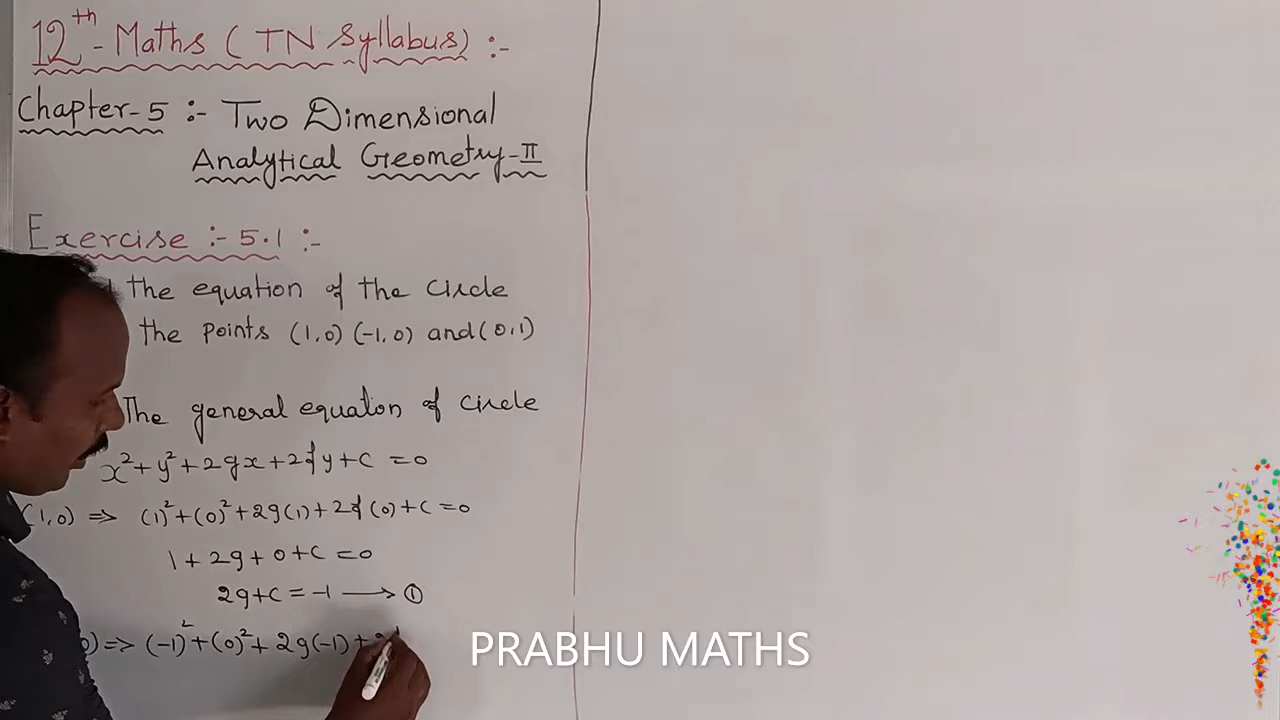 12th - Maths ( TN Syllabus) :-
Chapter-5 :- Two Dimensional
Analytical Geometry-II
Exercise :- 5.1 :-
the equation of the circle
the points (1,0) (-1,0) and (0,1)
The general equation of circle
x²+y²+2gx+2fy+c =0
(1,0) ⇒ (1)²+(0)²+2g(1)+2f(0)+c=0
1+2g+0+c=0
2g+c=-1 → ①
0) ⇒ (-1)²+(0)²+2g(-1)+2f
PRABHU MATHS